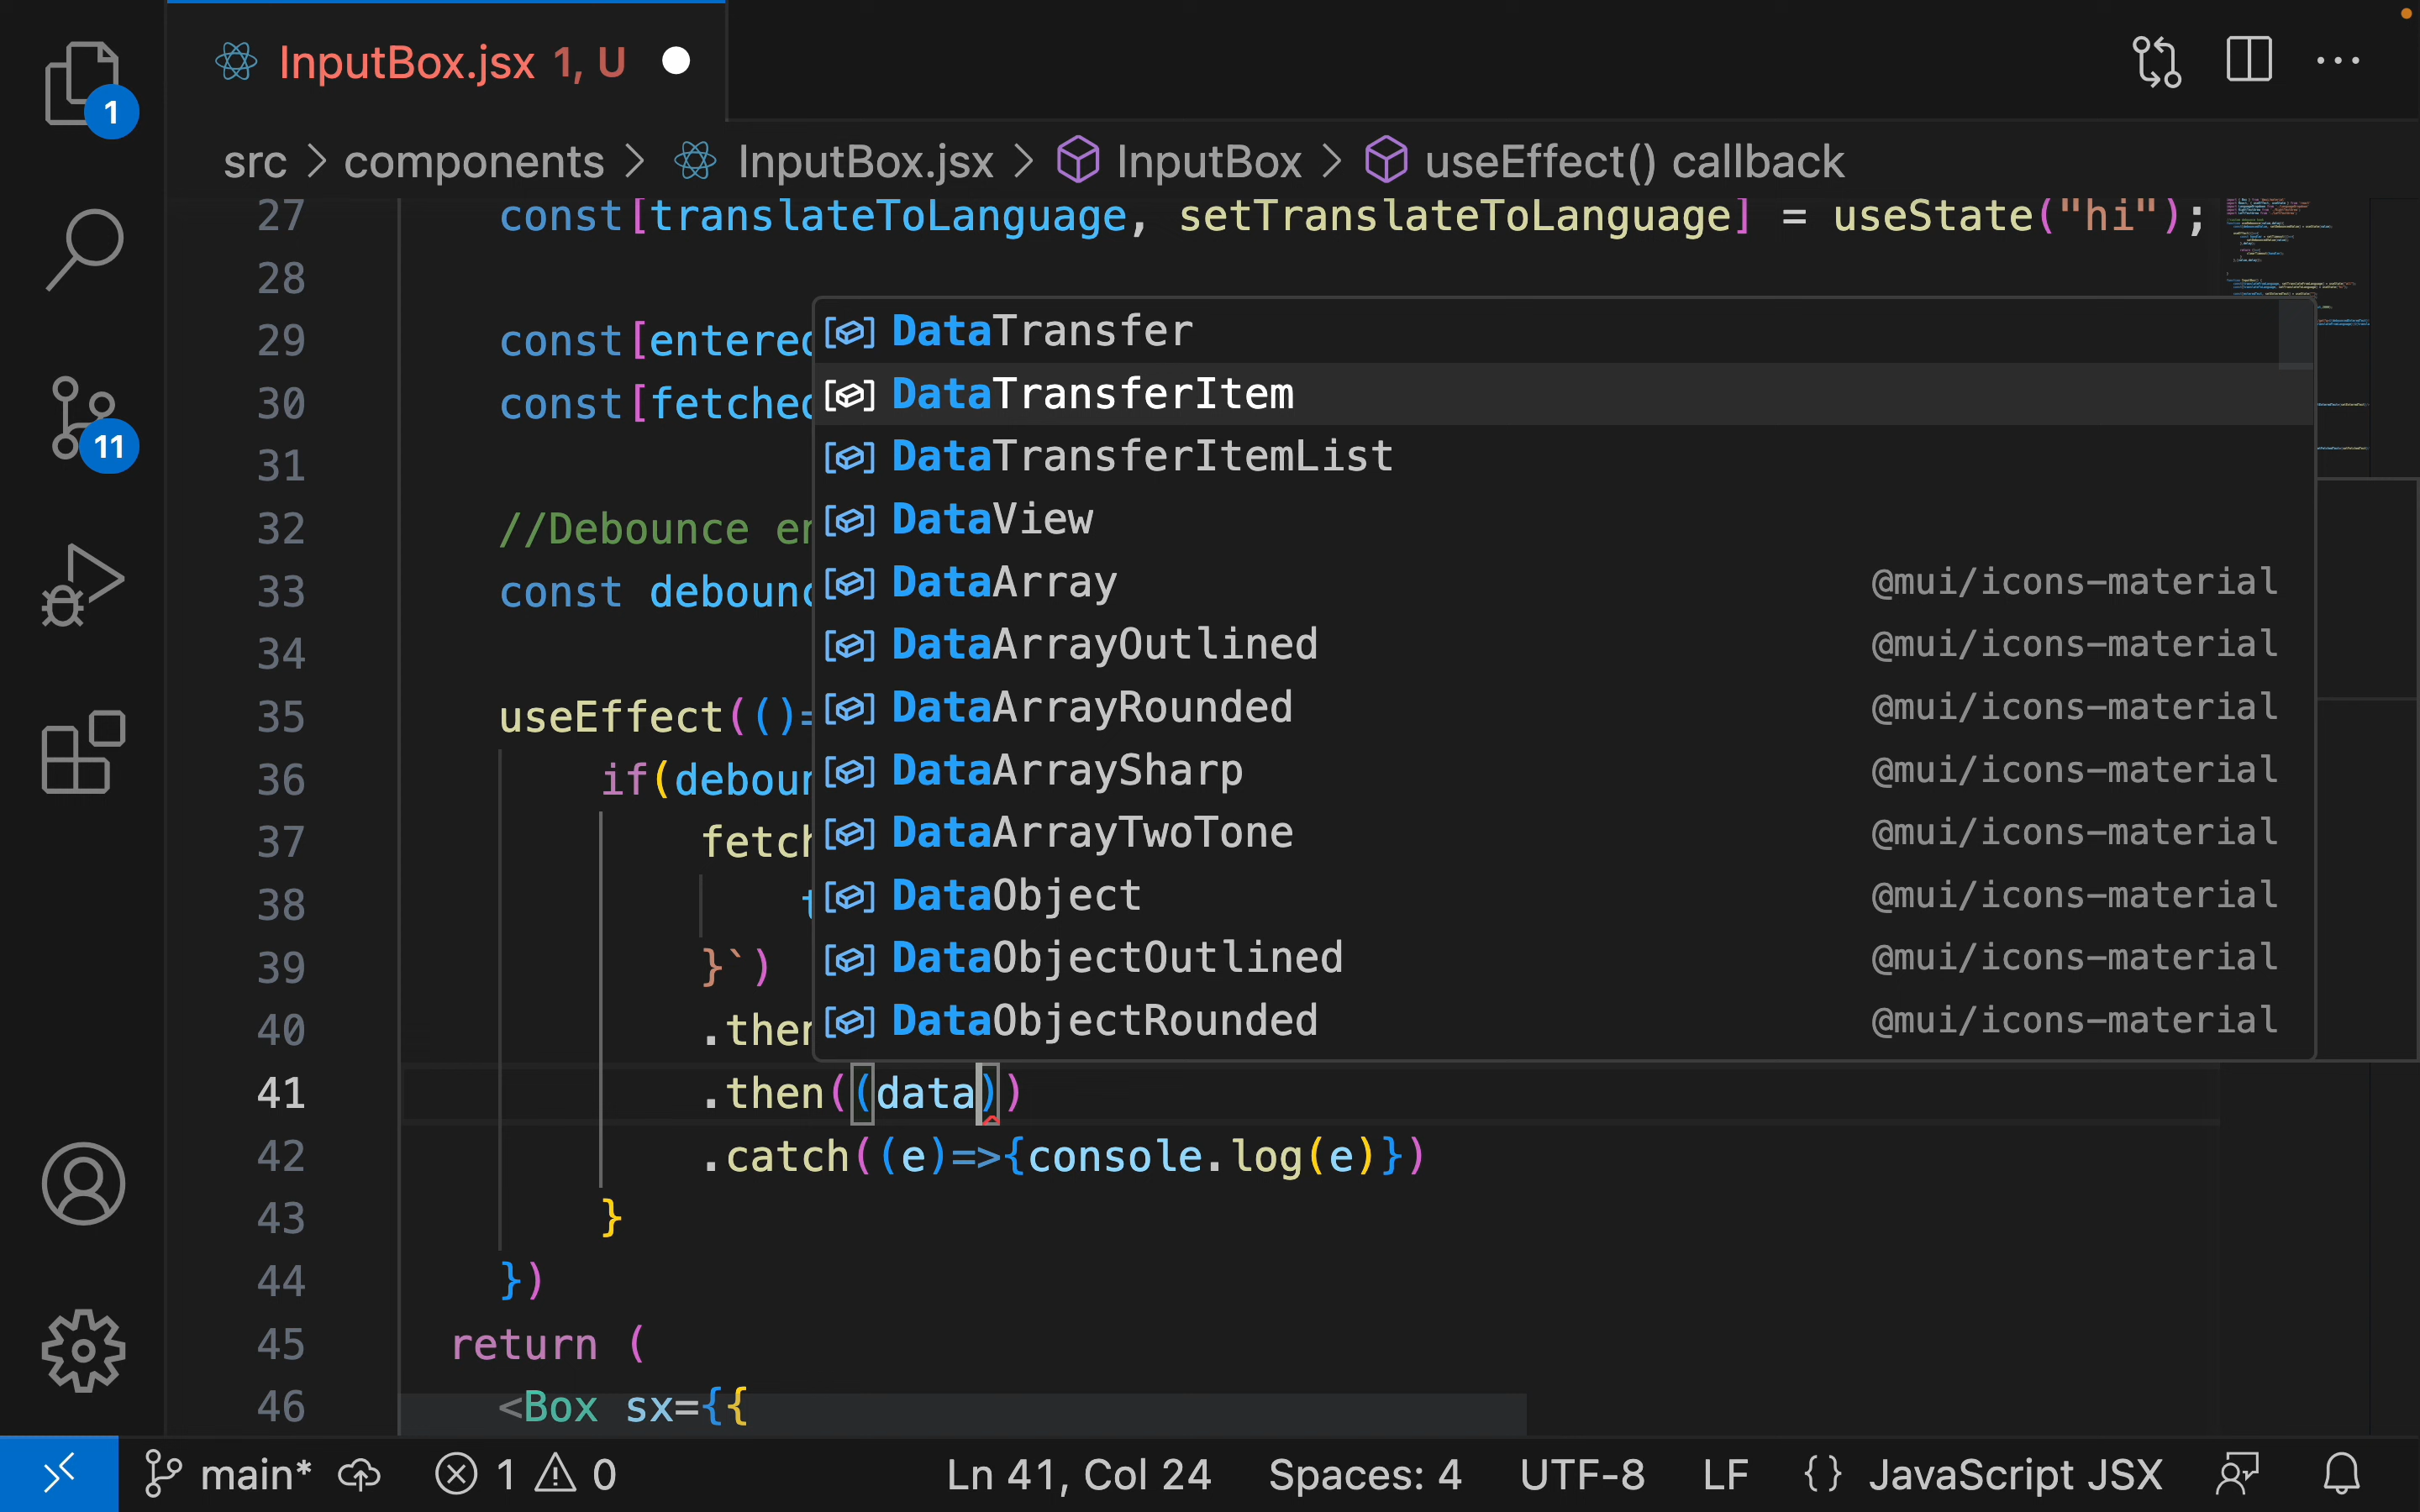 InputBox.jsx 1, U
1
src > components > InputBox.jsx > InputBox > useEffect() callback
27 const[translateToLanguage, setTranslateToLanguage] = useState("hi");
28
29 const[entered
30 const[fetched
31
32 //Debounce en
33 const debounc
34
35 useEffect(()=
36 if(deboun
37 fetch
38 t
39 }`)
40 .then
41 .then((data))
42 .catch((e)=>{console.log(e)})
43 }
44 })
45 return (
46 <Box sx={{
DataTransfer
DataTransferItem
DataTransferItemList
DataView
DataArray @mui/icons-material
DataArrayOutlined @mui/icons-material
DataArrayRounded @mui/icons-material
DataArraySharp @mui/icons-material
DataArrayTwoTone @mui/icons-material
DataObject @mui/icons-material
DataObjectOutlined @mui/icons-material
DataObjectRounded @mui/icons-material
11
main* 1 0 Ln 41, Col 24 Spaces: 4 UTF-8 LF {} JavaScript JSX